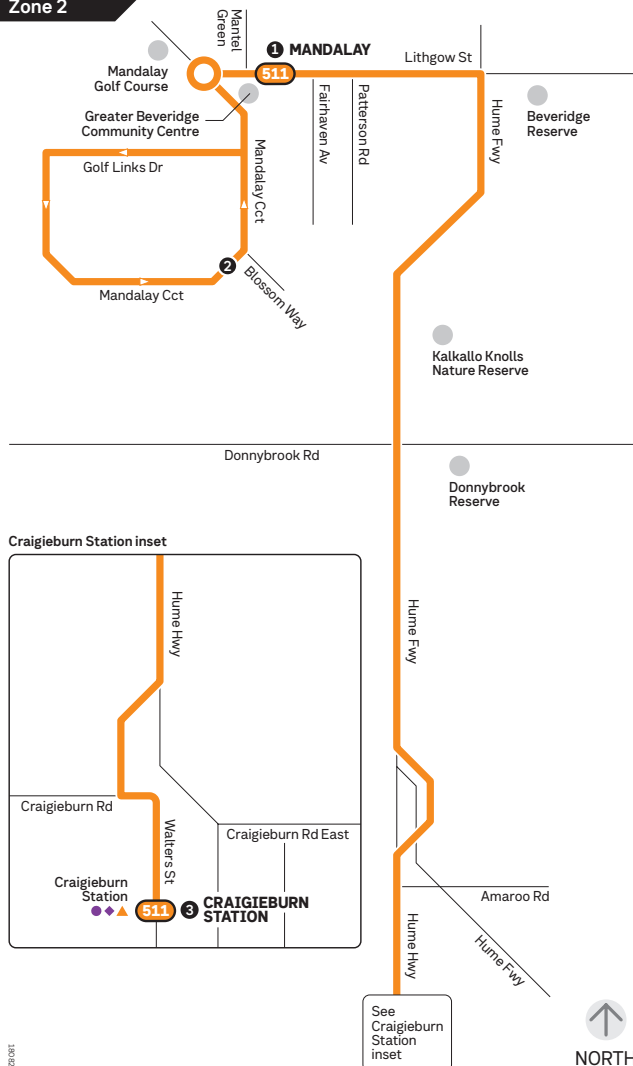 Zone 2
Mantel
Green
1 MANDALAY
511
Lithgow St
Mandalay
Golf Course
Greater Beveridge
Community Centre
Fairhaven Av
Patterson Rd
Hume Fwy
Beveridge
Reserve
Golf Links Dr
Mandalay Cct
2
Blossom Way
Mandalay Cct
Kalkallo Knolls
Nature Reserve
Donnybrook Rd
Donnybrook
Reserve
Craigieburn Station inset
Hume Hwy
Hume Fwy
Craigieburn Rd
Walters St
Craigieburn Rd East
Craigieburn
Station
511
3 CRAIGIEBURN
STATION
Amaroo Rd
Hume Hwy
Hume Fwy
See
Craigieburn
Station
inset
NORTH
18082